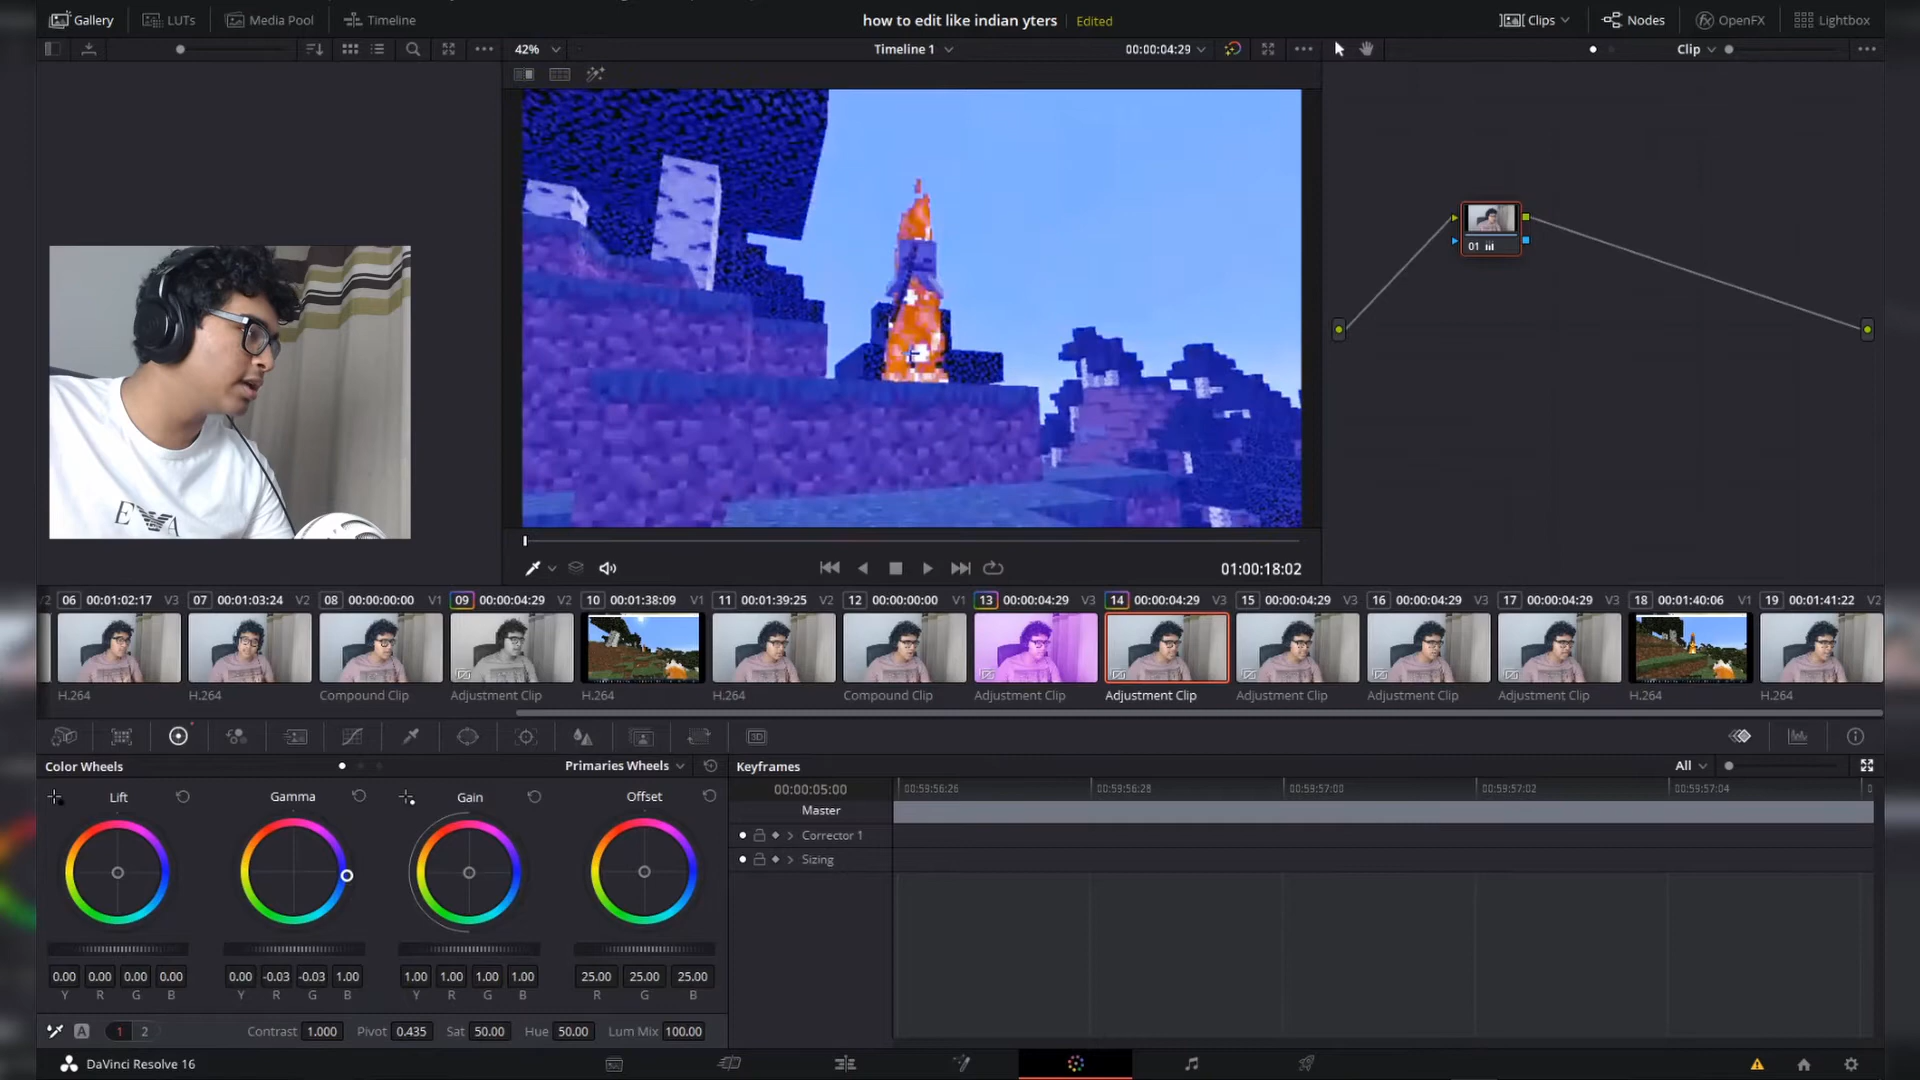 Gallery LUTs Media Pool Timeline how to edit like indian yters Edited Clips Nodes OpenFX Lightbox
42% Timeline 1 00:00:04:29 Clip
01 
EVA
01:00:18:02
06 00:01:02:17 V3 07 00:01:03:24 V2 08 00:00:00:00 V1 09 00:00:04:29 V2 10 00:01:38:09 V1 11 00:01:39:25 V2 12 00:00:00:00 V1 13 00:00:04:29 V3 14 00:00:04:29 V3 15 00:00:04:29 V3 16 00:00:04:29 V3 17 00:00:04:29 V3 18 00:01:40:06 V1 19 00:01:41:22 V2
H.264 H.264 Compound Clip Adjustment Clip H.264 H.264 Compound Clip Adjustment Clip Adjustment Clip Adjustment Clip Adjustment Clip Adjustment Clip H.264 H.264
3D
Color Wheels Primaries Wheels Keyframes All
Lift Gamma Gain Offset
00:00:05:00 00:59:56:26 00:59:56:28 00:59:57:00 00:59:57:02 00:59:57:04
Master
Corrector 1
Sizing
0.00 0.00 0.00 0.00 0.00 -0.03 -0.03 1.00 1.00 1.00 1.00 1.00 25.00 25.00 25.00
Y R G B Y R G B Y R G B R G B
A 1 2 Contrast 1.000 Pivot 0.435 Sat 50.00 Hue 50.00 Lum Mix 100.00
DaVinci Resolve 16